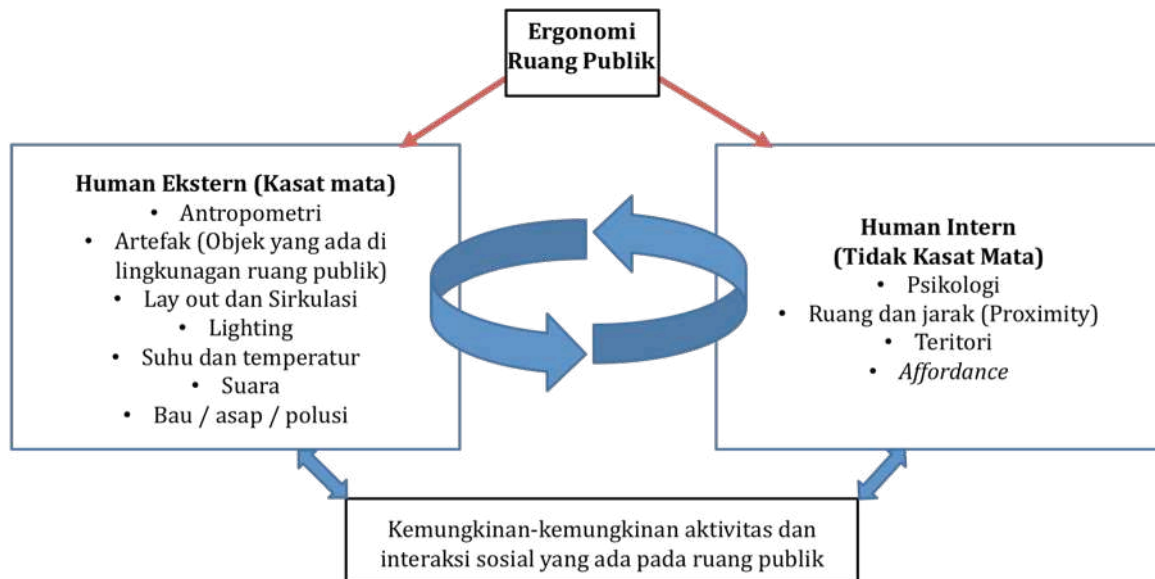 Ergonomi
Ruang Publik
Human Ekstern (Kasat mata)
• Antropometri
• Artefak (Objek yang ada di
lingkunagan ruang publik)
• Lay out dan Sirkulasi
• Lighting
• Suhu dan temperatur
• Suara
• Bau / asap / polusi
Human Intern
(Tidak Kasat Mata)
• Psikologi
• Ruang dan jarak (Proximity)
• Teritori
• Affordance
Kemungkinan-kemungkinan aktivitas dan
interaksi sosial yang ada pada ruang publik